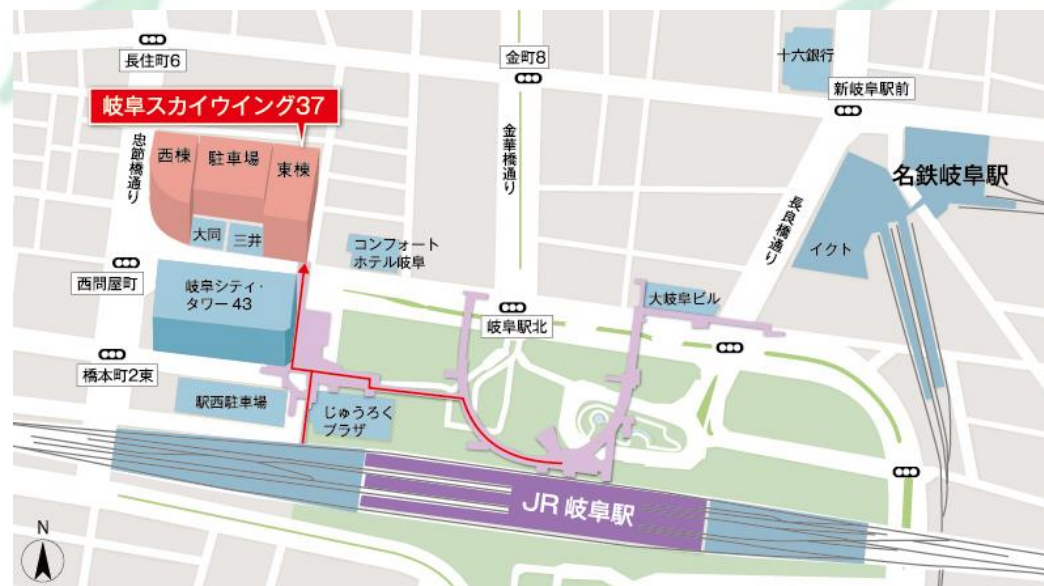 長住町6
金町8
十六銀行
新岐阜駅前
岐阜スカイウイング37
忠節橋通り
西棟
駐車場
東棟
金華橋通り
名鉄岐阜駅
長良橋通り
イクト
大同
三井
コンフォート
ホテル岐阜
西問屋町
岐阜シティ・
タワー43
大岐阜ビル
岐阜駅北
橋本町2東
駅西駐車場
じゅうろく
プラザ
JR岐阜駅
N